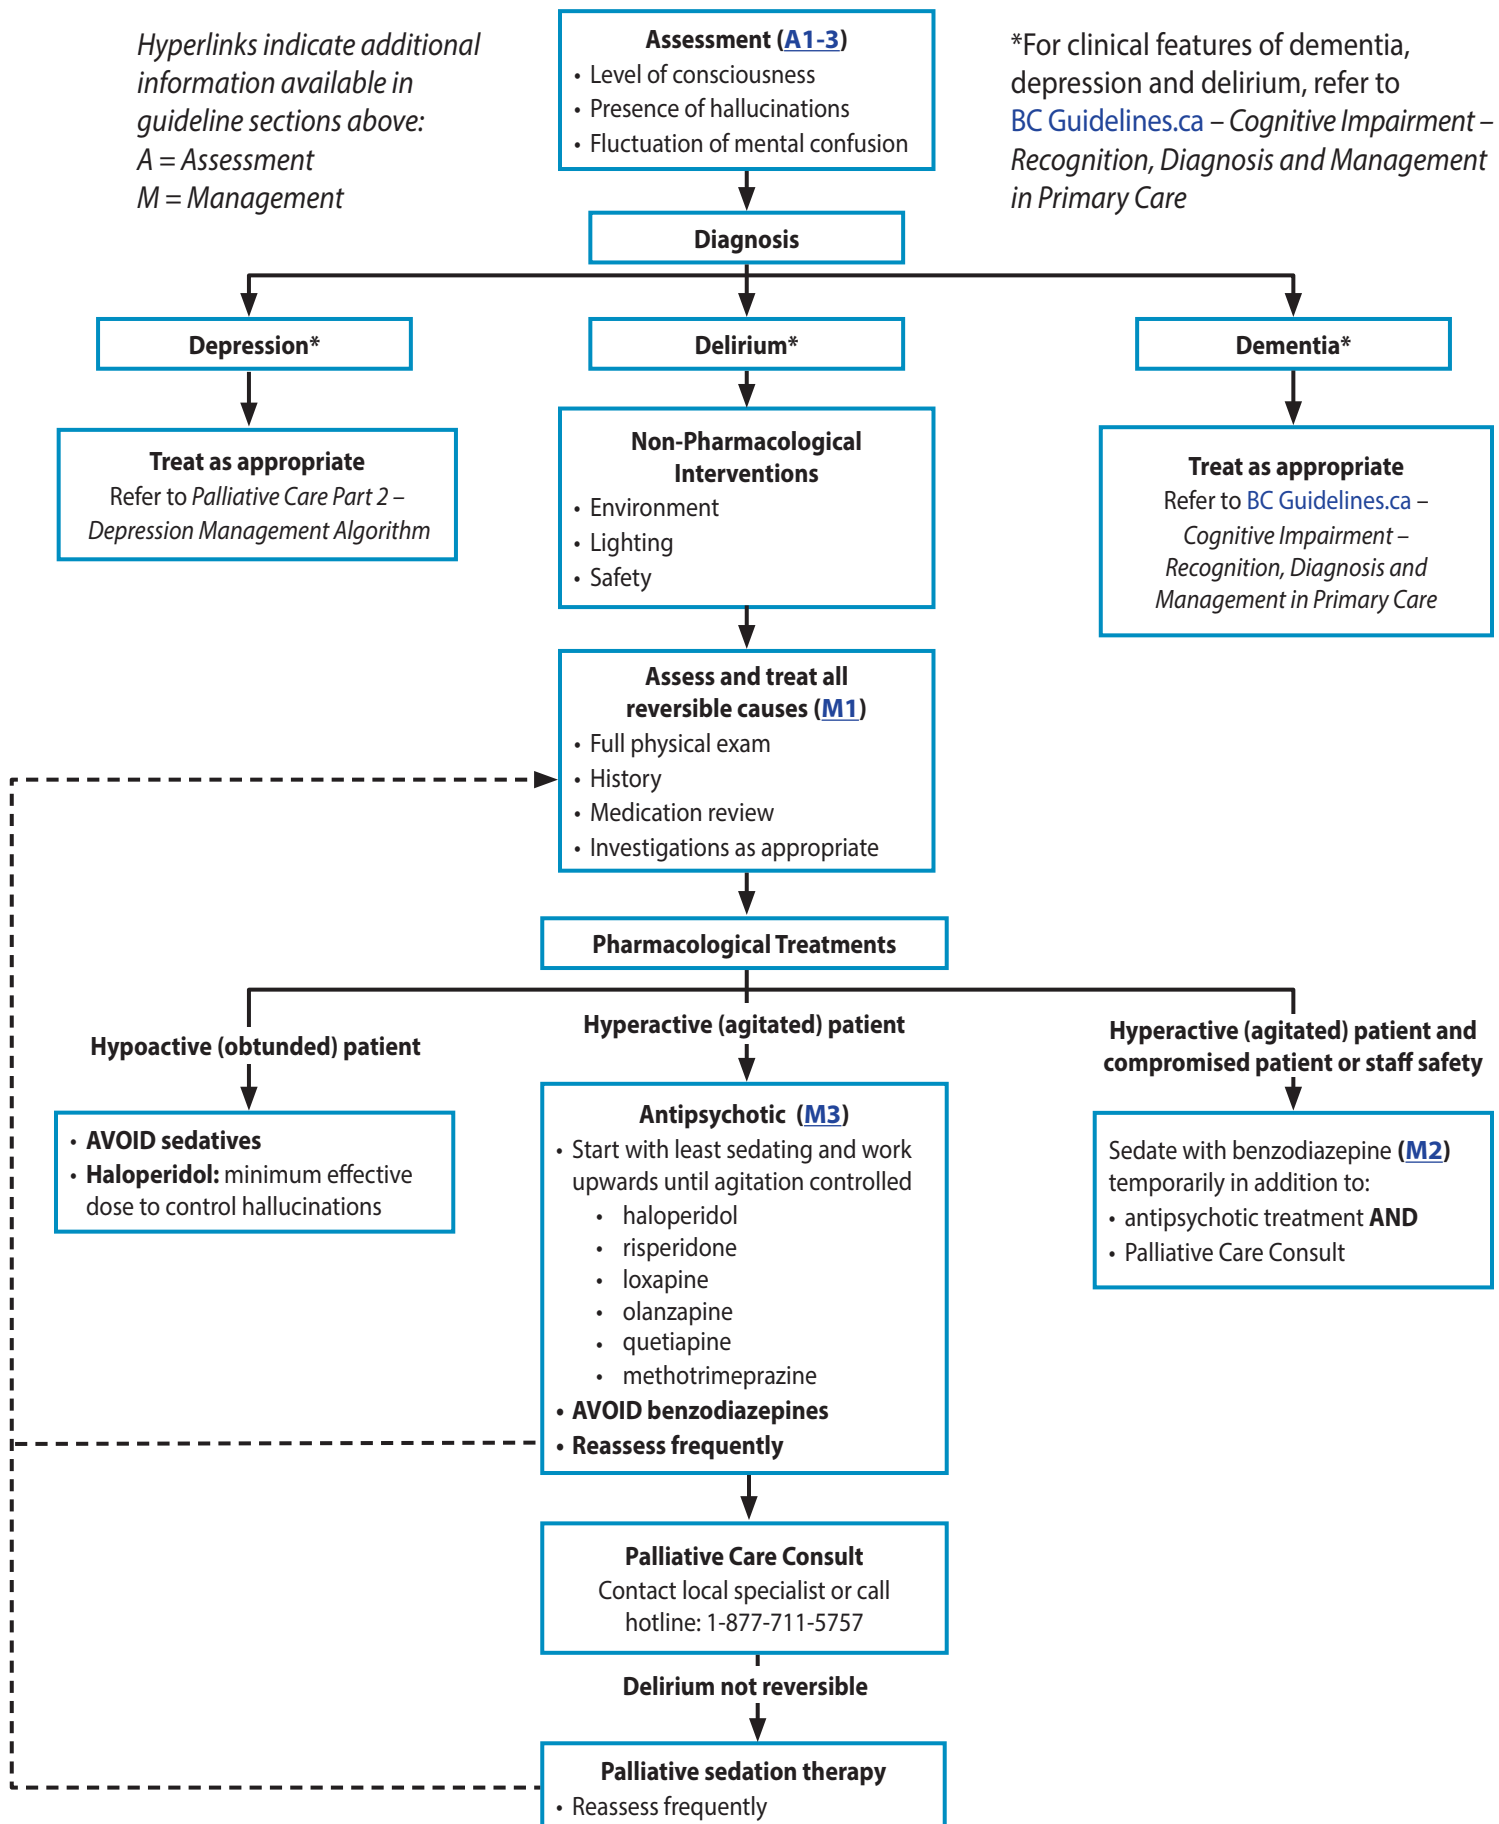 Hyperlinks indicate additional
information available in
guideline sections above:
A = Assessment
M = Management
Assessment (A1-3)
• Level of consciousness
• Presence of hallucinations
• Fluctuation of mental confusion
*For clinical features of dementia,
depression and delirium, refer to
BC Guidelines.ca – Cognitive Impairment –
Recognition, Diagnosis and Management
in Primary Care
Diagnosis
Depression*
Delirium*
Dementia*
Treat as appropriate
Refer to Palliative Care Part 2 –
Depression Management Algorithm
Non-Pharmacological
Interventions
• Environment
• Lighting
• Safety
Treat as appropriate
Refer to BC Guidelines.ca –
Cognitive Impairment –
Recognition, Diagnosis and
Management in Primary Care
Assess and treat all
reversible causes (M1)
• Full physical exam
• History
• Medication review
• Investigations as appropriate
Pharmacological Treatments
Hypoactive (obtunded) patient
Hyperactive (agitated) patient
Hyperactive (agitated) patient and
compromised patient or staff safety
• AVOID sedatives
• Haloperidol: minimum effective
dose to control hallucinations
Antipsychotic (M3)
• Start with least sedating and work
upwards until agitation controlled
• haloperidol
• risperidone
• loxapine
• olanzapine
• quetiapine
• methotrimeprazine
• AVOID benzodiazepines
• Reassess frequently
Sedate with benzodiazepine (M2)
temporarily in addition to:
• antipsychotic treatment AND
• Palliative Care Consult
Palliative Care Consult
Contact local specialist or call
hotline: 1-877-711-5757
Delirium not reversible
Palliative sedation therapy
• Reassess frequently